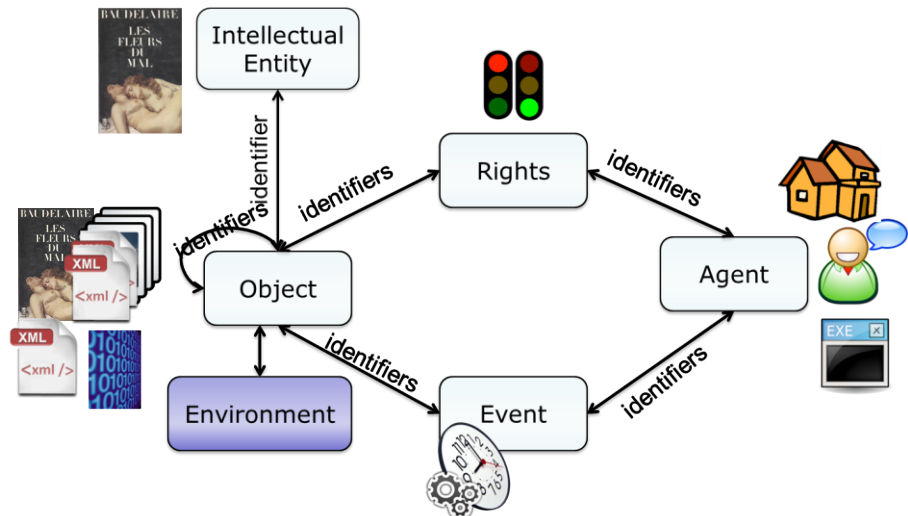 BAUDELAIRE
LES
FLEURS
DU
MAL
Intellectual
Entity
identifier
identifiers
identifiers
Rights
identifiers
BAUDELAIRE
LES
FLEURS
DU
MAL
XML
<xml />
XML
<xml />
Object
Agent
EXE
identifiers
identifiers
Environment
Event